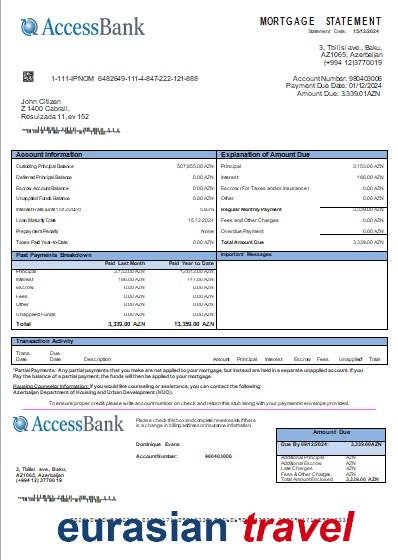 AccessBank
MORTGAGE STATEMENT
Statement Date: 15/12/2024
3, Tbilisi ave., Baku,
AZ1065, Azerbaijan
(+994 12)3770019
1-111-IPNOM 6482649-111-4-847-222-121-888
Account Number: 980403006
Payment Due Date: 01/12/2024
Amount Due: 3,339.01AZN
John Citizen
Z 1400 Cabrall,
Resulzada 11, ev 152
Account Information
Explanation of Amount Due
Outstanding Principal Balance 507,855.00 AZN
Principal 3,153.00 AZN
Deferred Principal Balance 0.00 AZN
Interest 186.00 AZN
Escrow Account Balance 0.00 AZN
Escrow (For Taxes and/or Insurance) 0.00 AZN
Unapplied Funds Balance 0.00 AZN
Other 0.00 AZN
Regular Monthly Payment 3,339.00 AZN
Loan Maturity Date 15.12.2024
Fees and Other Charges 0.00 AZN
Prepayment Penalty None
Overdue Payment 0.00 AZN
Taxes Paid Year-to-Date 0.00 AZN
Total Amount Due 3,339.00 AZN
Past Payments Breakdown
Important Messages
Paid Last Month Paid Year to Date
Principal 3,153.00 AZN 12,612.00 AZN
Interest 186.00 AZN 747.00 AZN
Escrow 0.00 AZN 0.00 AZN
Fees 0.00 AZN 0.00 AZN
Other 0.00 AZN 0.00 AZN
Unapplied Funds 0.00 AZN 0.00 AZN
Total 3,339.00 AZN 13,359.00 AZN
Transaction Activity
Trans. Date Due Date Description Amount Principal Interest Escrow Fees Unapplied* Total
*Partial Payments: Any partial payments that you make are not applied to your mortgage, but instead are held in a separate unapplied account. If you
Pay the balance of a partial payment, the funds will then be applied to your mortgage.
Housing Counselor Information: If you would like counseling or assistance, you can contact the following:
Azerbaijan Department of Housing and Urban Development (HUD).
To ensure proper credit please write account number on check and return this stub along with your payment in envelope provided.
AccessBank
Please check this box and complete reverse side if there
is a change in billing address or insurance information
Dominique Evans
Account Number: 980403006
Amount Due
Due By 09/12/2024: 3,339.00AZN
Additional Principal AZN
Additional Escrow AZN
Late Charges AZN
Fees Charges AZN
Total Amount Enclosed 3,339.00 AZN
3, Tbilisi ave., Baku,
AZ1065, Azerbaijan
(+994 12) 3770019
eurasian travel